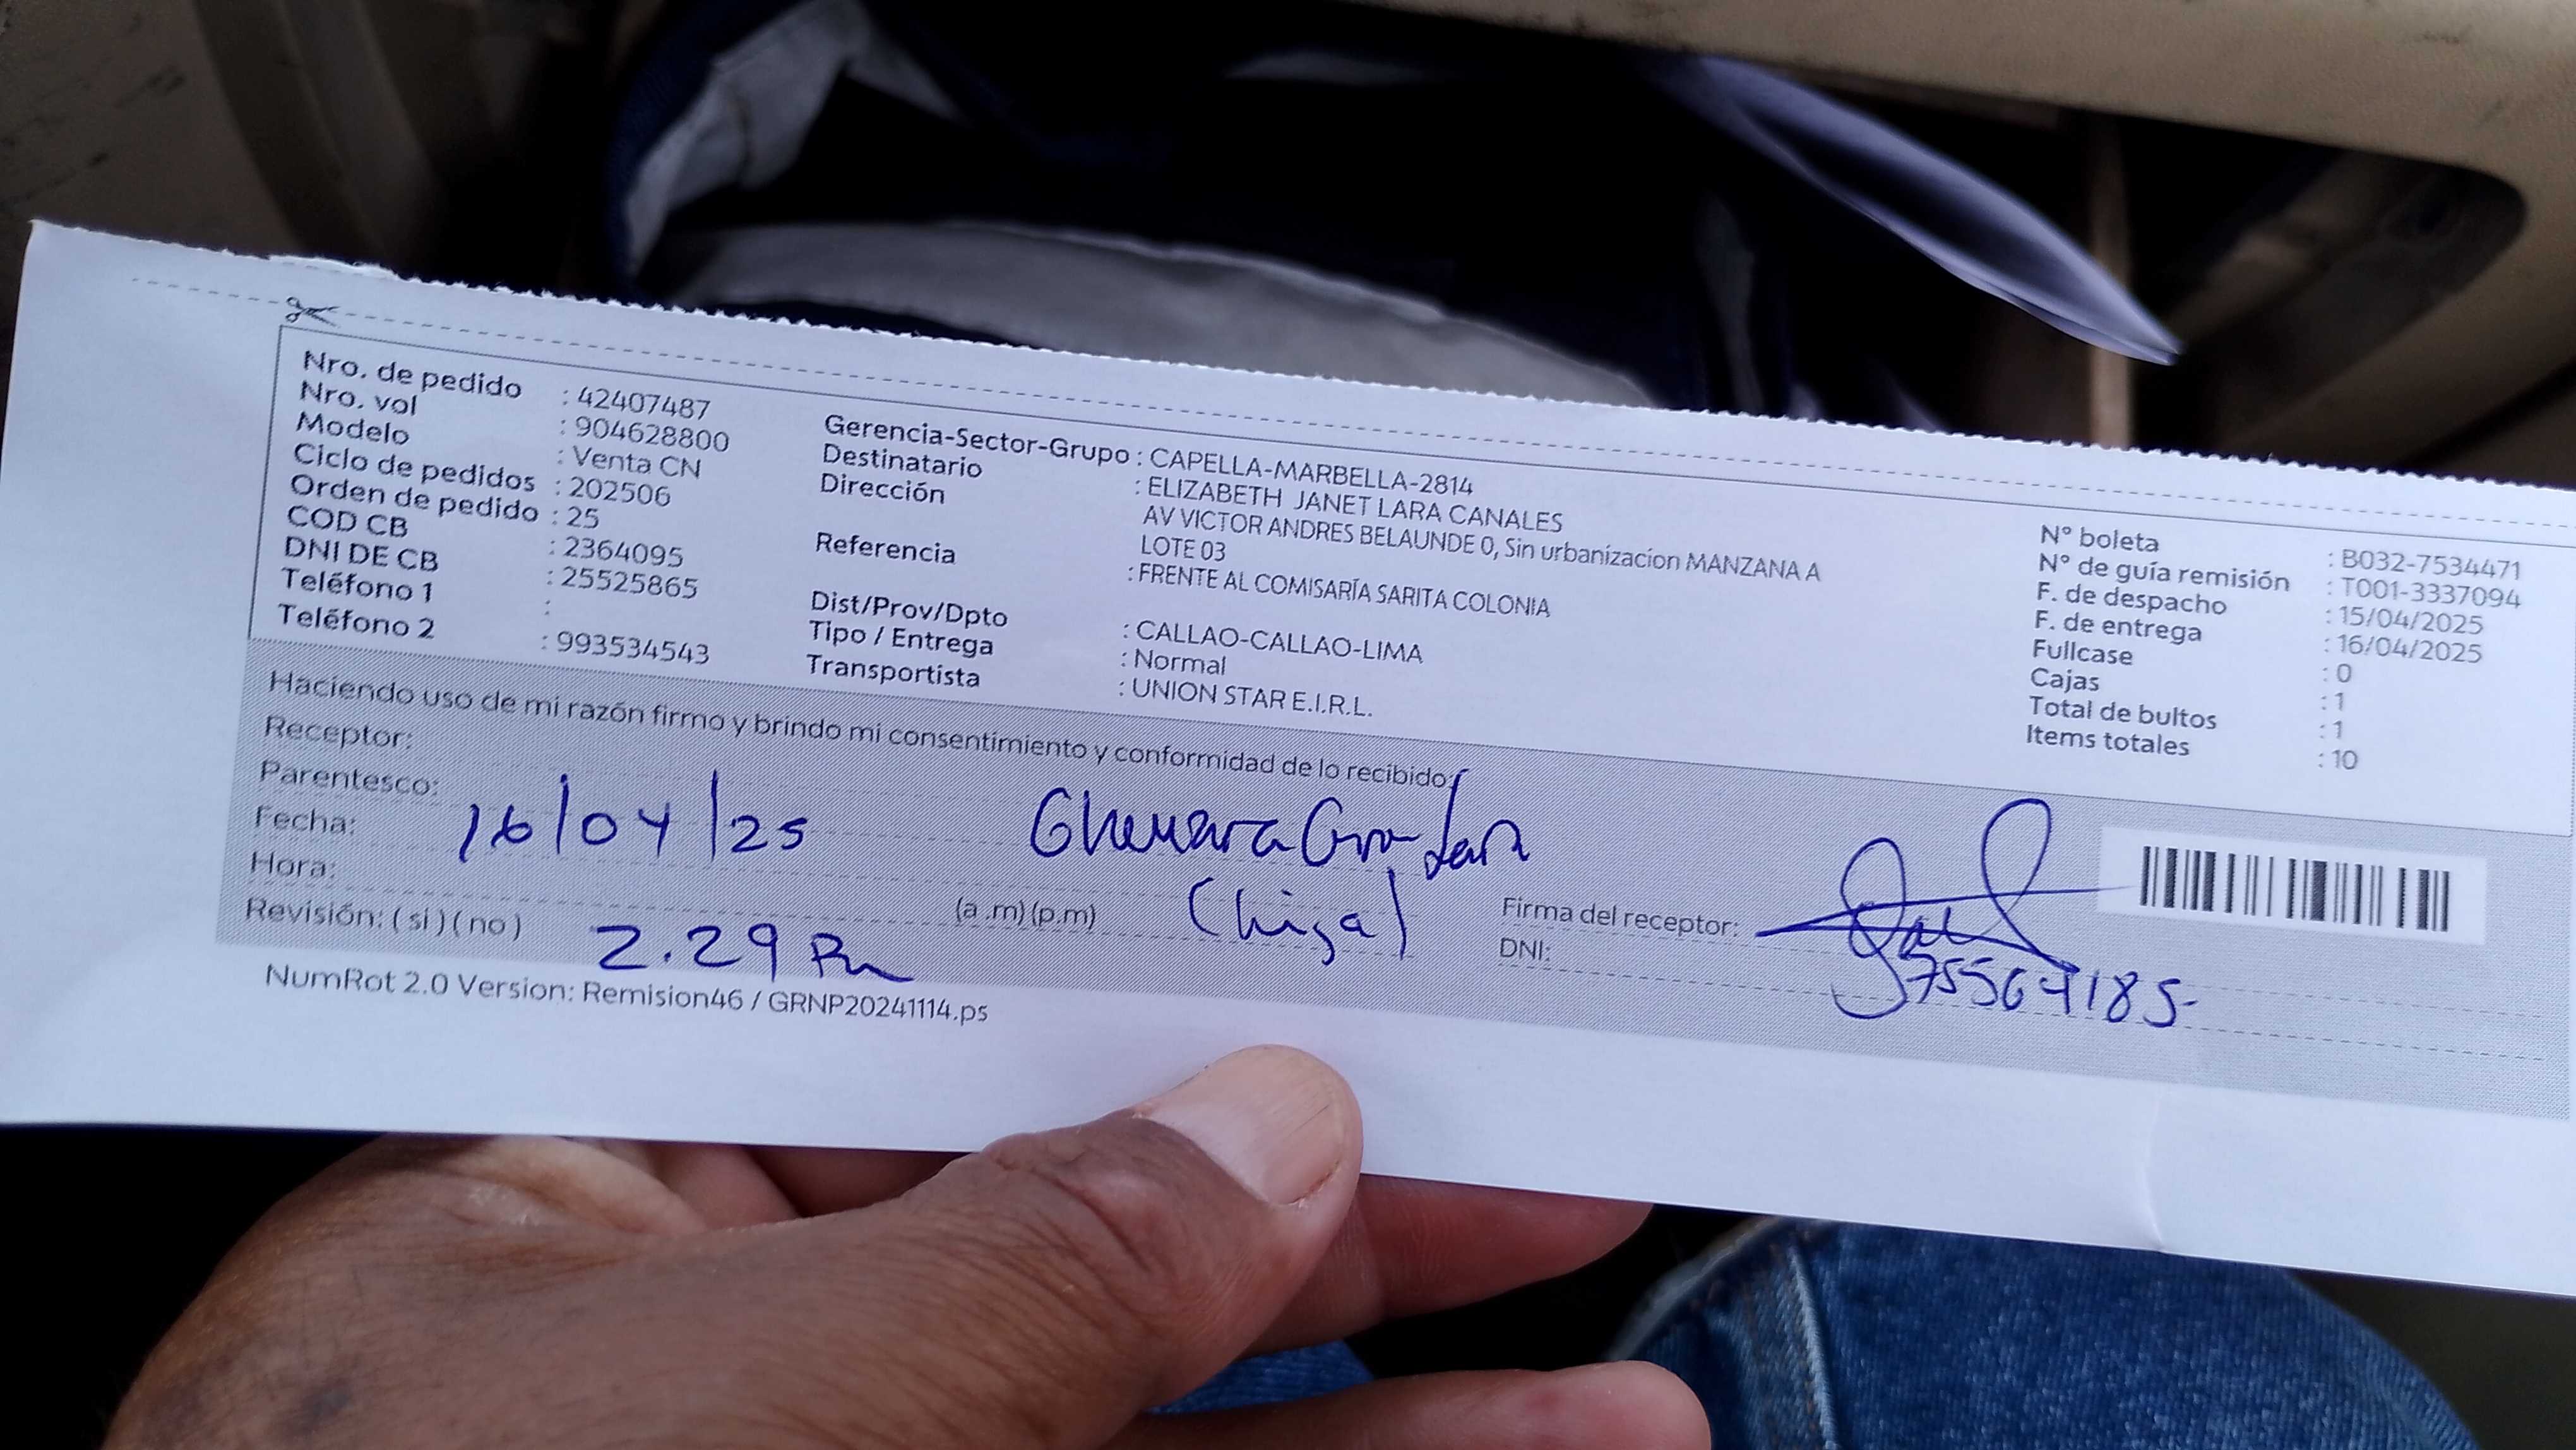 Nro. de pedido : 42407487
Nro. vol : 904628800
Modelo : Venta CN
Ciclo de pedidos : 202506
Orden de pedido : 25
COD CB : 2364095
DNI DE CB : 25525865
Teléfono 1 :
Teléfono 2 : 993534543
Gerencia-Sector-Grupo : CAPELLA-MARBELLA-2814
Destinatario : ELIZABETH JANET LARA CANALES
Dirección AV VICTOR ANDRES BELAUNDE 0, Sin urbanizacion MANZANA A
LOTE 03
Referencia : FRENTE AL COMISARÍA SARITA COLONIA
Dist/Prov/Dpto : CALLAO-CALLAO-LIMA
Tipo / Entrega : Normal
Transportista : UNION STAR E.I.R.L.
N° boleta : B032-7534471
N° de guía remisión : T001-3337094
F. de despacho : 15/04/2025
F. de entrega : 16/04/2025
Fullcase : 0
Cajas : 1
Total de bultos : 1
Items totales : 10
Haciendo uso de mi razón firmo y brindo mi consentimiento y conformidad de lo recibido:
Receptor:
Parentesco:
Fecha: 16/04/25
Hora: (a .m) (p.m)
Revisión: ( si ) ( no ) 2.29 Pm
Lara
(hija)
Firma del receptor:
DNI: 75564185
NumRot 2.0 Version: Remision46 / GRNP20241114.ps